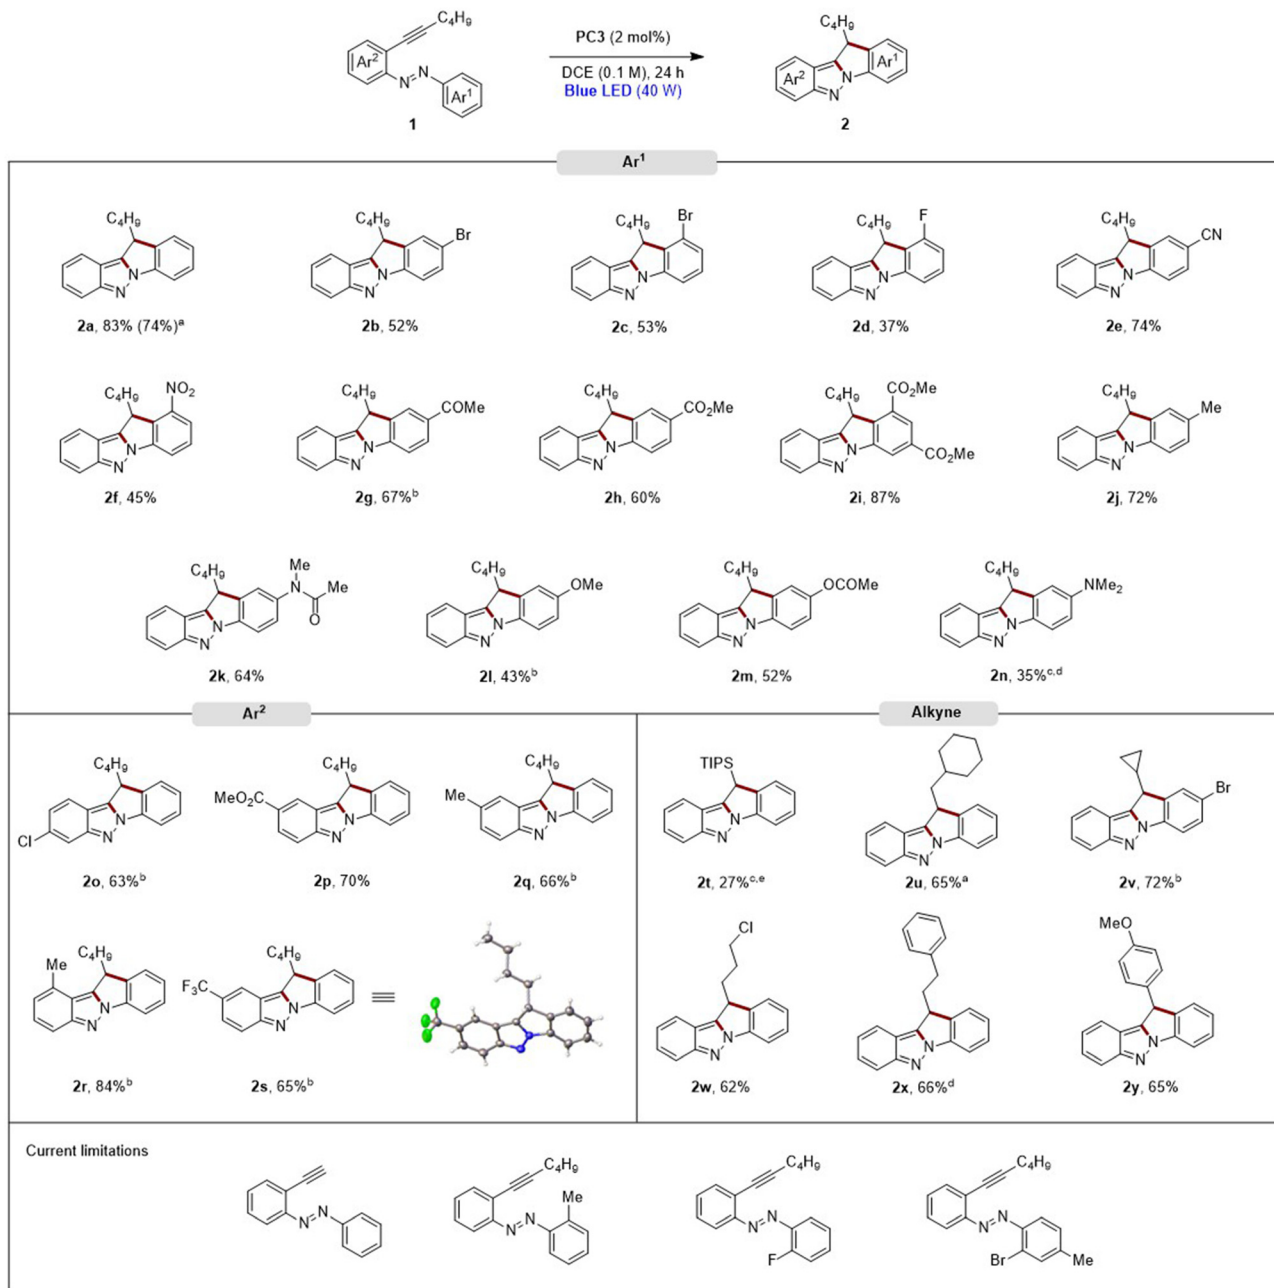 C4H9
Ar2
N=N
Ar1
1
PC3 (2 mol%)
DCE (0.1 M), 24 h
Blue LED (40 W)
C4H9
Ar2
Ar1
N
N
2
Ar1
C4H9
N
N
2a, 83% (74%)a
C4H9
Br
N
N
2b, 52%
C4H9
Br
N
N
2c, 53%
C4H9
F
N
N
2d, 37%
C4H9
CN
N
N
2e, 74%
C4H9
NO2
N
N
2f, 45%
C4H9
COMe
N
N
2g, 67%b
C4H9
CO2Me
N
N
2h, 60%
C4H9
CO2Me
N
N
CO2Me
2i, 87%
C4H9
Me
N
N
2j, 72%
C4H9
Me
N
Me
O
N
N
2k, 64%
C4H9
OMe
N
N
2l, 43%b
C4H9
OCOMe
N
N
2m, 52%
C4H9
NMe2
N
N
2n, 35%c,d
Ar2
C4H9
Cl
N
N
2o, 63%b
C4H9
MeO2C
N
N
2p, 70%
C4H9
Me
N
N
2q, 66%b
C4H9
Me
N
N
2r, 84%b
C4H9
F3C
N
N
2s, 65%b
Alkyne
TIPS
N
N
2t, 27%c,e
N
N
2u, 65%a
Br
N
N
2v, 72%b
Cl
N
N
2w, 62%
N
N
2x, 66%d
MeO
N
N
2y, 65%
Current limitations
N=N
C4H9
Me
N=N
C4H9
N=N
F
C4H9
N=N
Br
Me